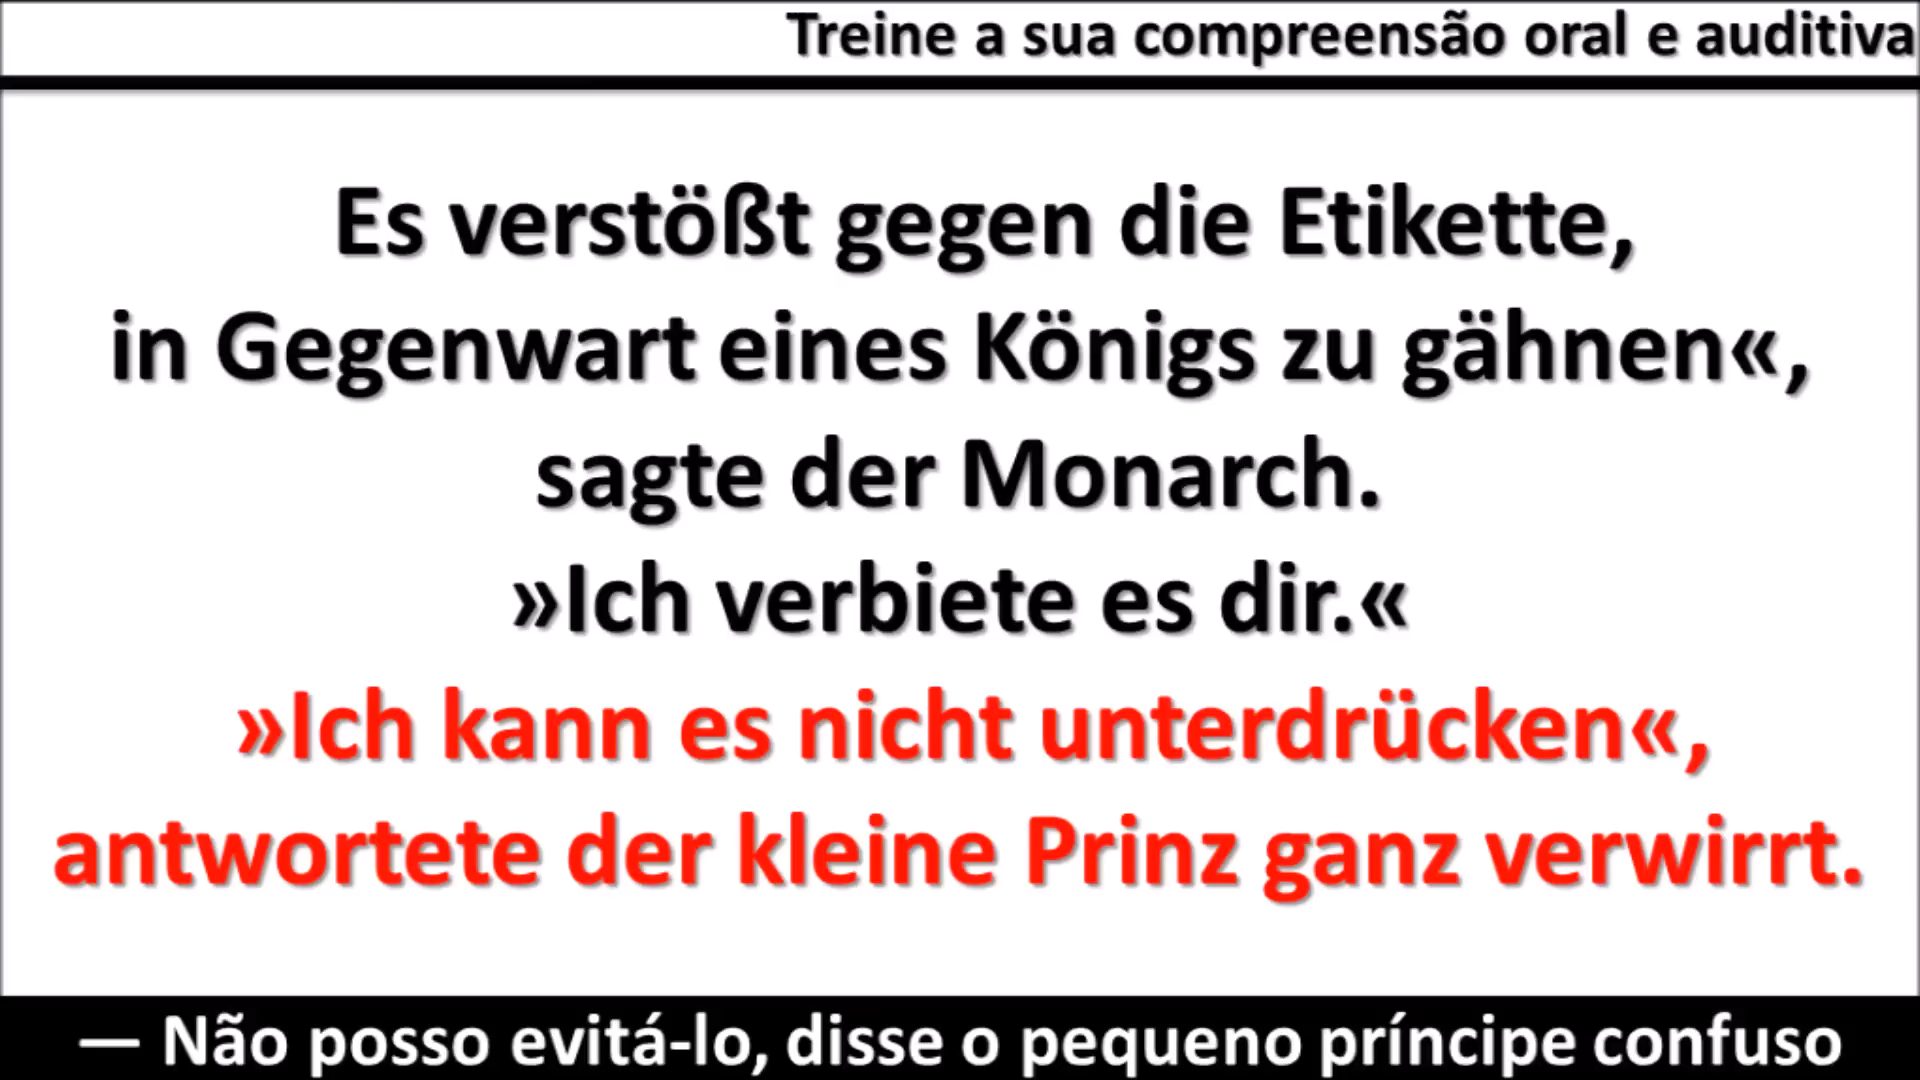 Treine a sua compreensão oral e auditiva
Es verstößt gegen die Etikette,
in Gegenwart eines Königs zu gähnen«,
sagte der Monarch.
»Ich verbiete es dir.«
»Ich kann es nicht unterdrücken«,
antwortete der kleine Prinz ganz verwirrt.
— Não posso evitá-lo, disse o pequeno príncipe confuso